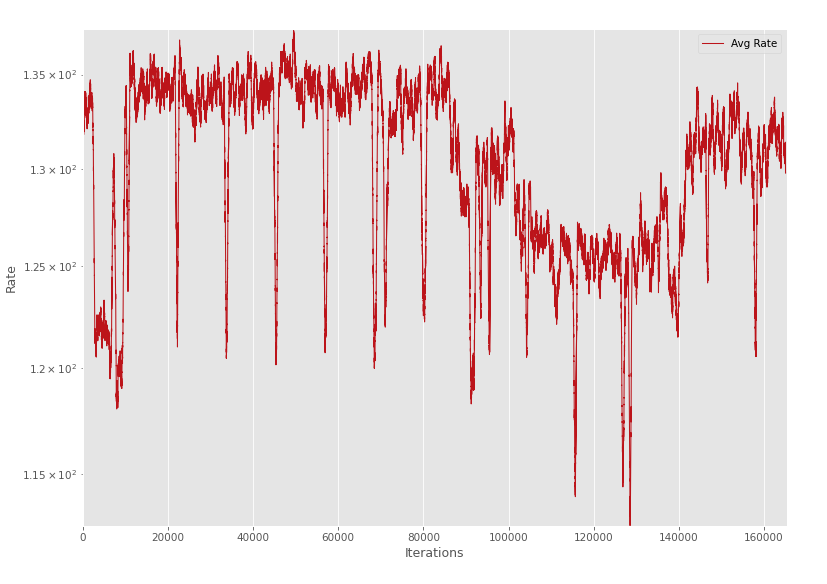 Avg Rate
1.35 × 10²
1.3 × 10²
1.25 × 10²
1.2 × 10²
1.15 × 10²
Rate
0 20000 40000 60000 80000 100000 120000 140000 160000
Iterations